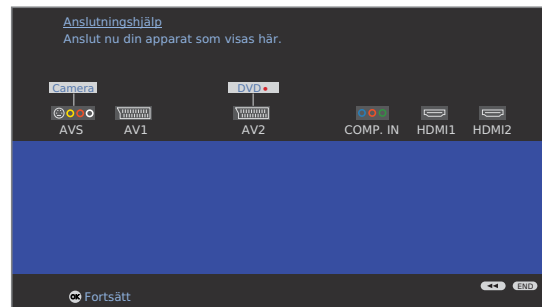 Anslutningshjälp
Anslut nu din apparat som visas här.
Camera DVD
AVS AV1 AV2 COMP. IN HDMI1 HDMI2
OK Fortsätt END